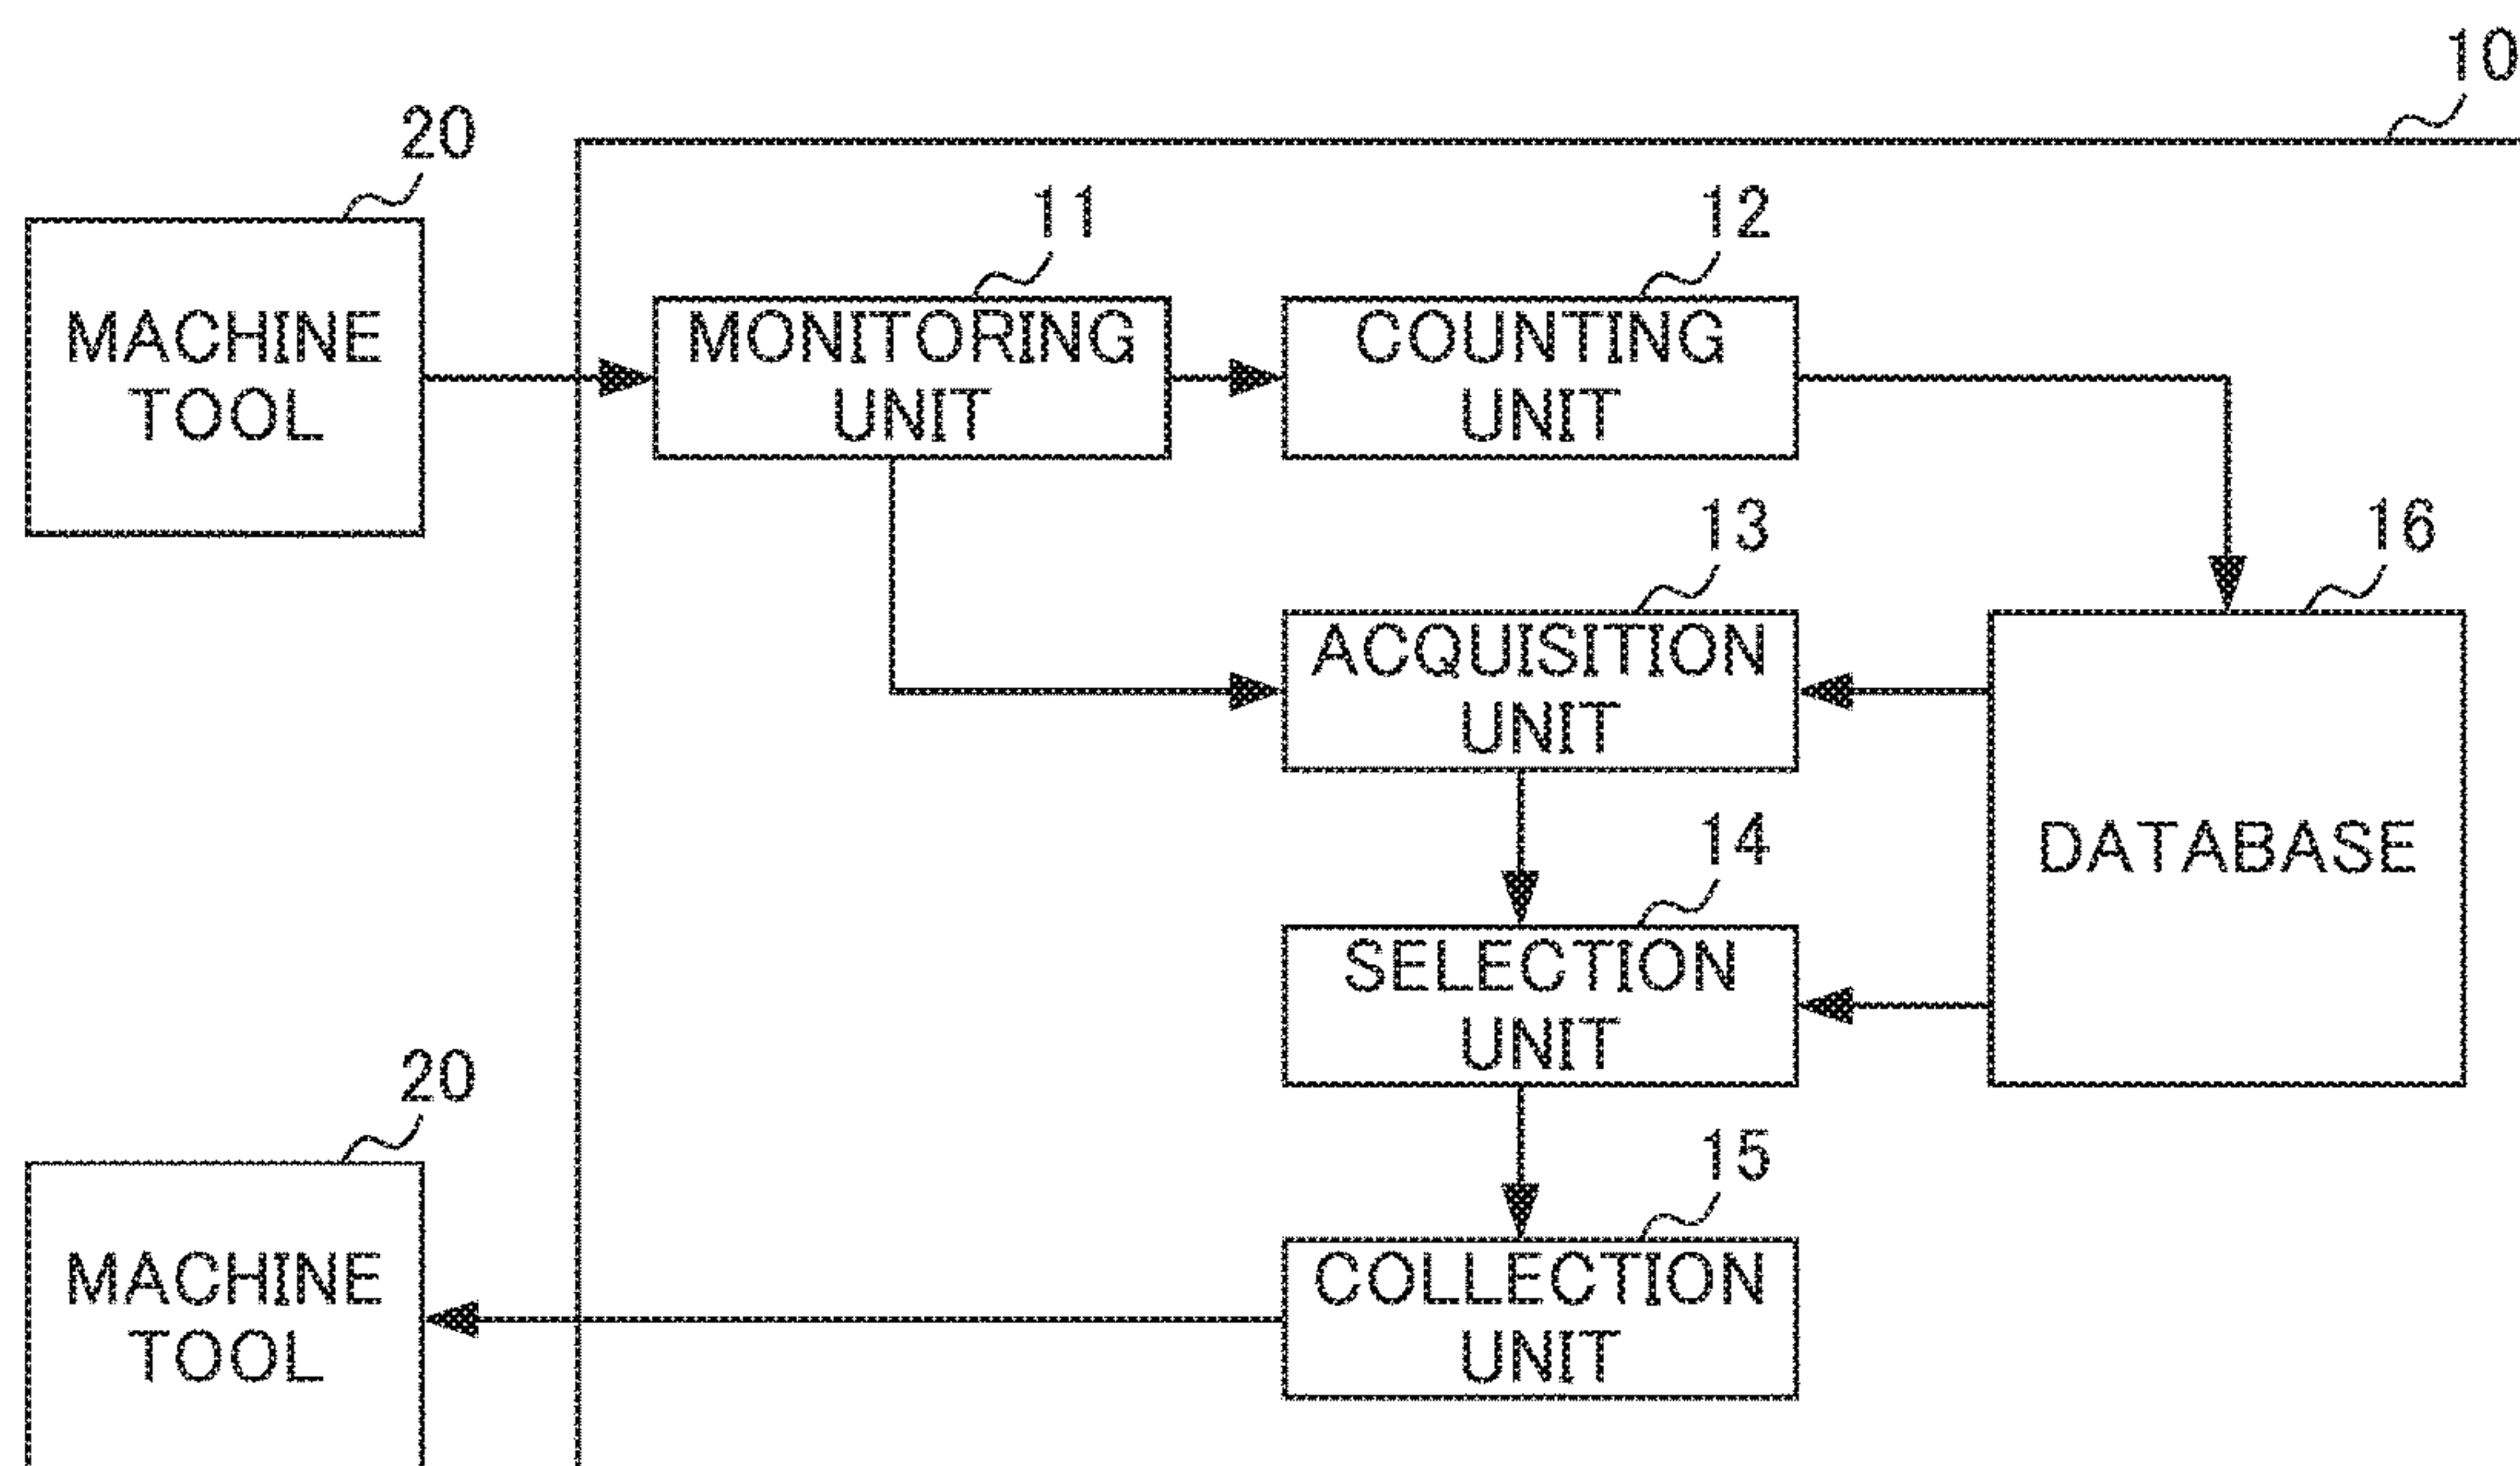 10
20
11
12
MACHINE
TOOL
MONITORING
UNIT
COUNTING
UNIT
13
16
ACQUISITION
UNIT
14
DATABASE
SELECTION
UNIT
20
15
MACHINE
TOOL
COLLECTION
UNIT